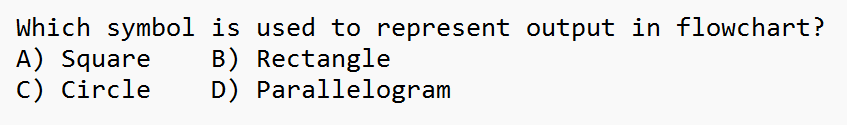 Which symbol is used to represent output in flowchart?
A) Square    B) Rectangle
C) Circle    D) Parallelogram